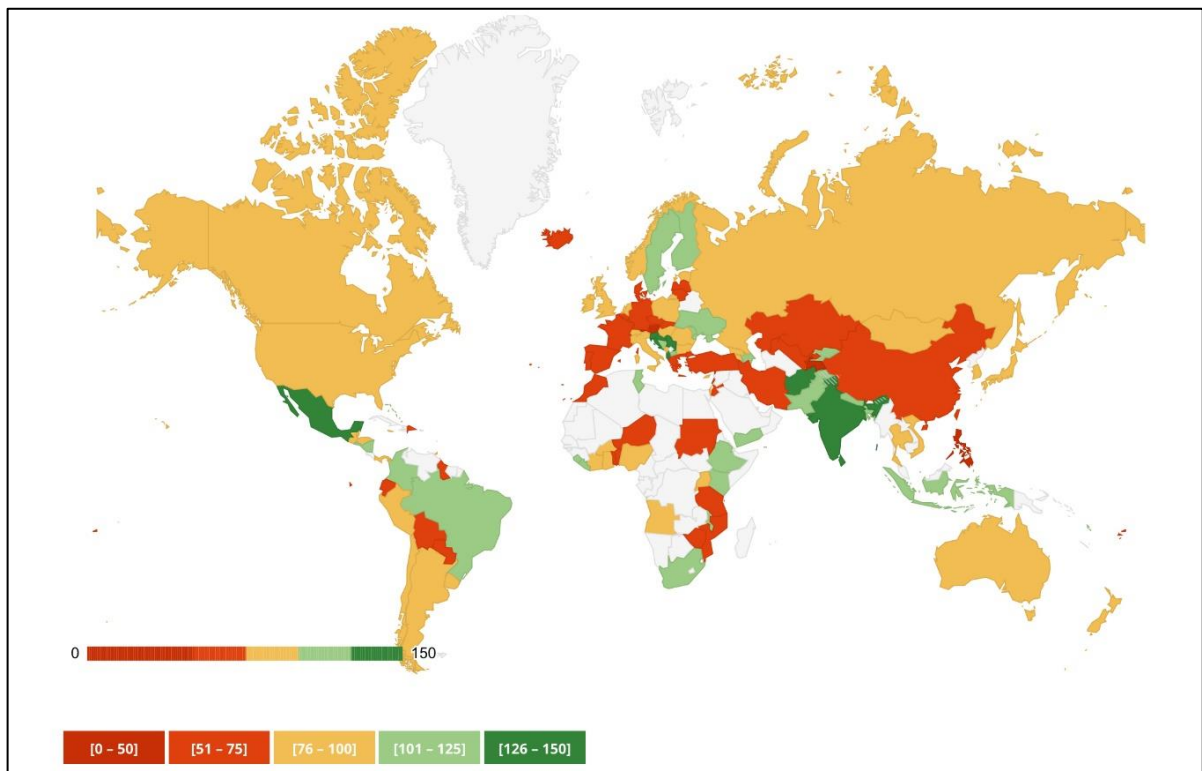 0 150
[0 – 50] [51 – 75] [76 – 100] [101 – 125] [126 – 150]